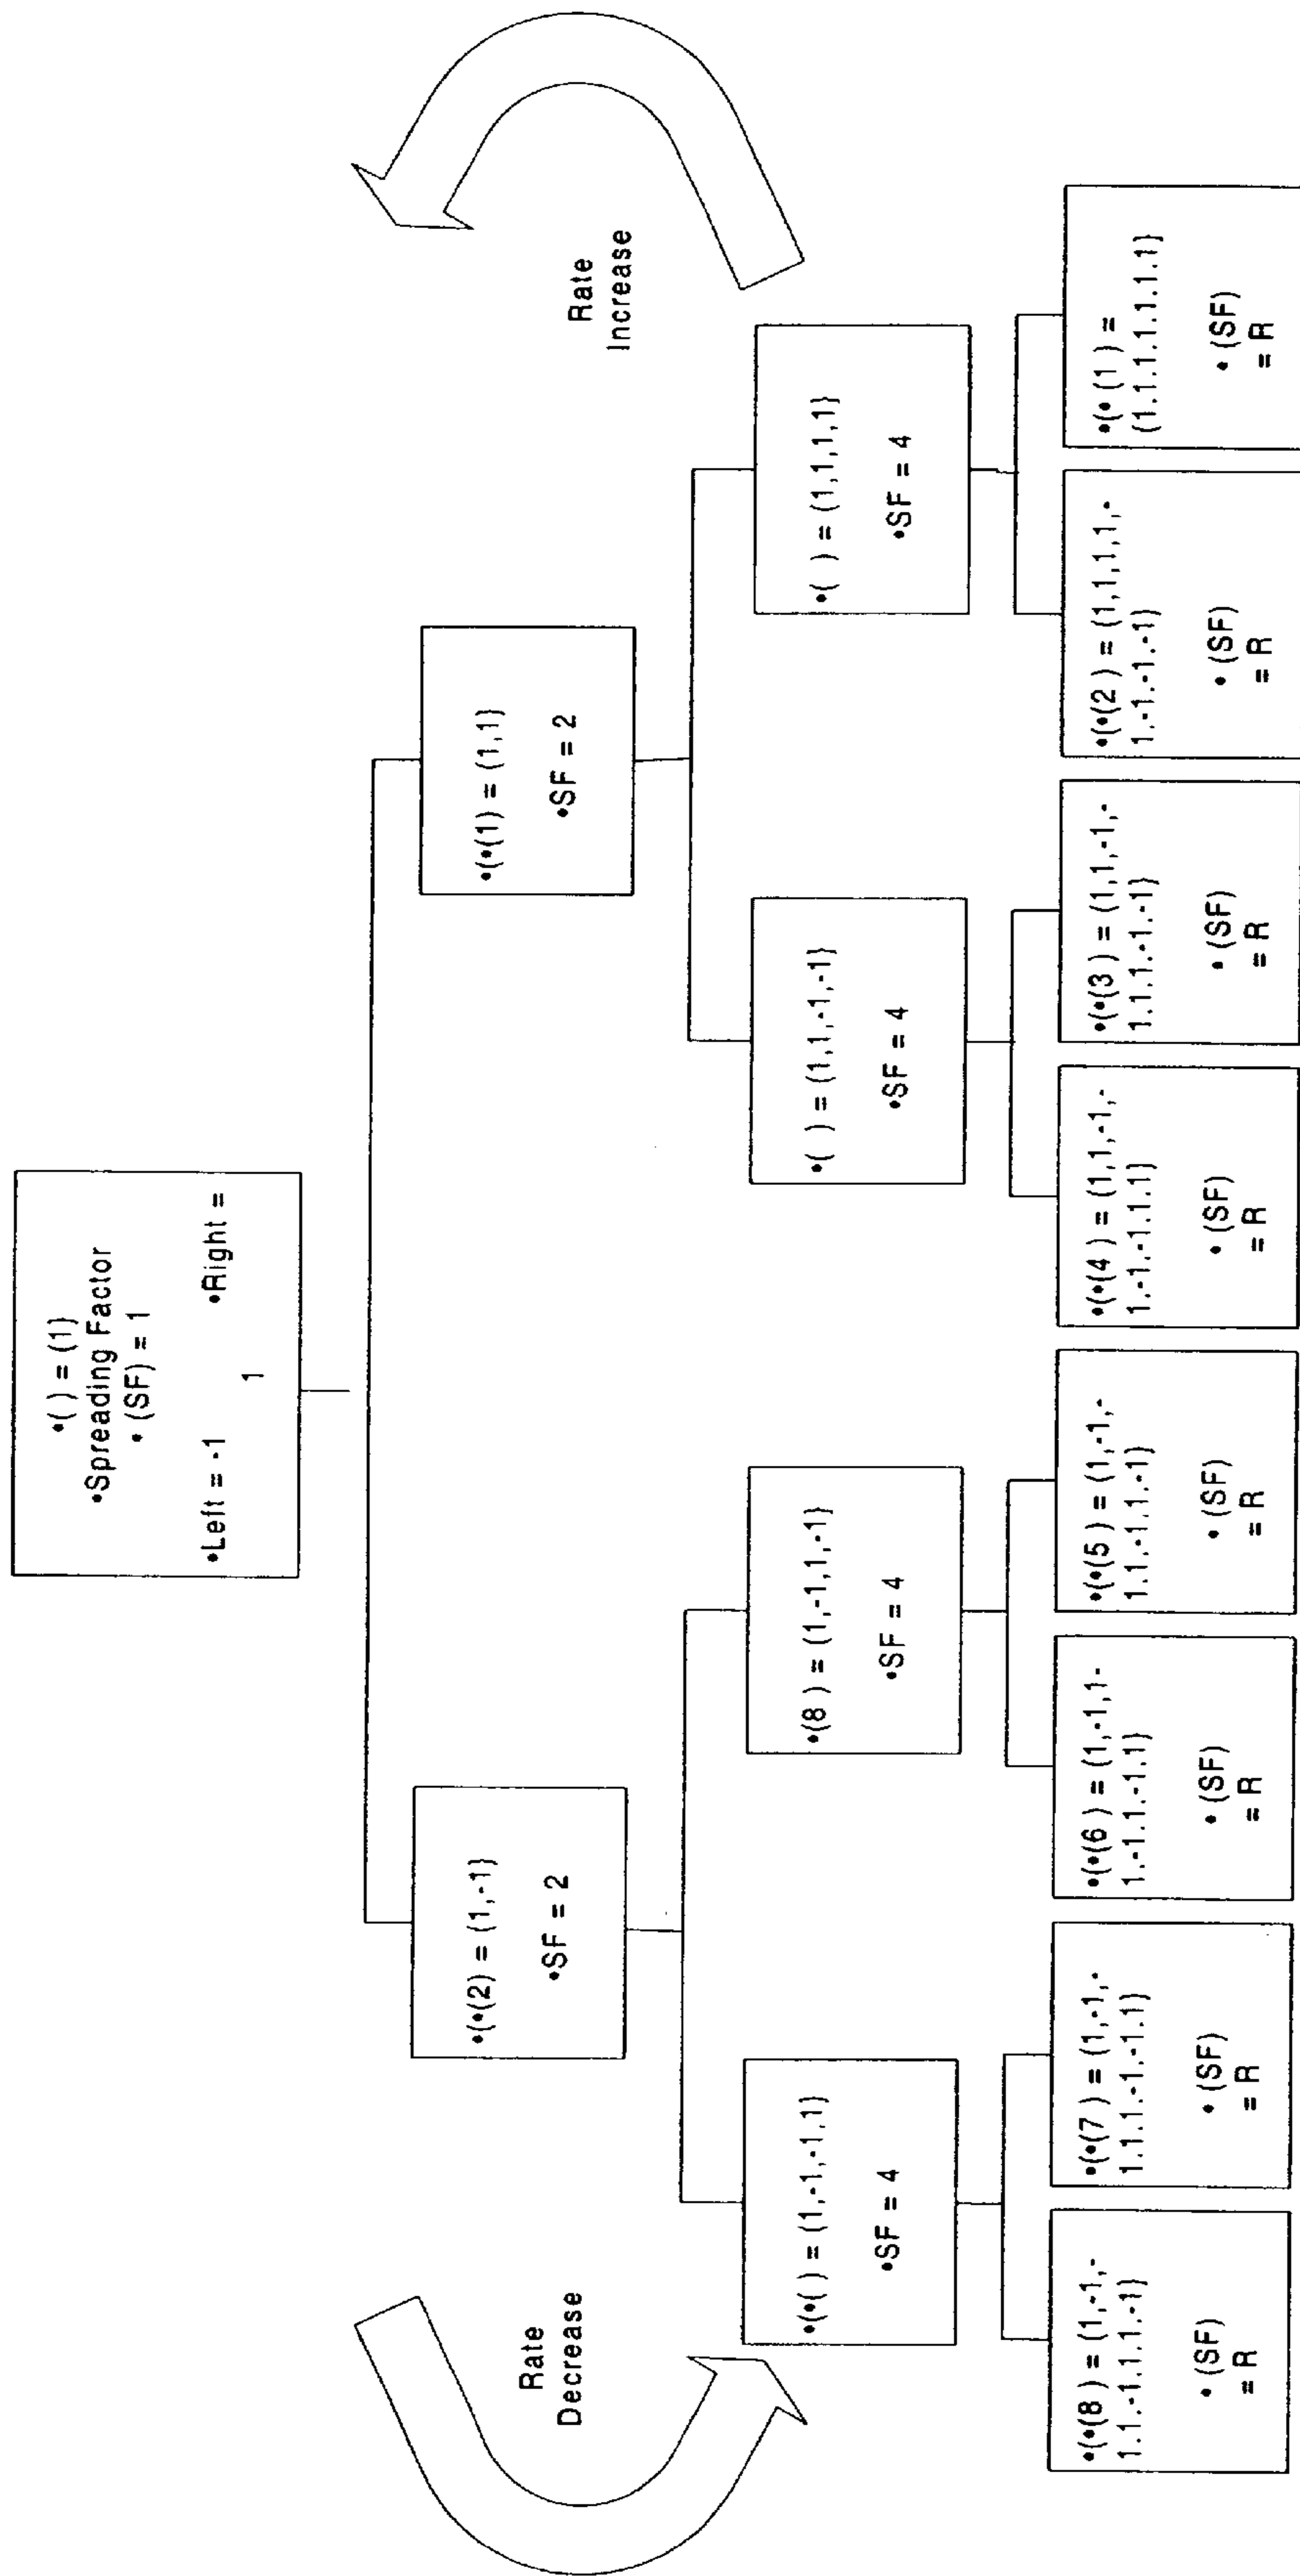 •( ) = (1}
•Spreading Factor
• (SF) = 1
•Left = -1 •Right =
1
Rate
Decrease
Rate
Increase
•(•(2) = (1,-1}
•SF = 2
•(•(1) = (1,1}
•SF = 2
•(•( ) = (1,-1,-1,1}
•SF = 4
•(8 ) = (1,-1,1,-1}
•SF = 4
•( ) = (1,1,-1,-1}
•SF = 4
•( ) = (1,1,1,1}
•SF = 4
•(•(8 ) = (1,-1,-
1.1.-1.1.1.-1}
• (SF)
= R
•(•(7 ) = (1,-1,-
1.1.1.-1.-1.1}
• (SF)
= R
•(•(6 ) = (1,-1,1-
1.-1.1.-1.1}
• (SF)
= R
•(•(5 ) = (1,-1,-
1.1.-1.1.-1}
• (SF)
= R
•(•(4 ) = (1,1,-1,-
1.-1.-1.1.1}
• (SF)
= R
•(•(3 ) = (1,1,-1,-
1.1.1.-1.-1}
• (SF)
= R
•(•(2 ) = (1,1,1,1,-
1.-1.-1.-1}
• (SF)
= R
•(• (1 ) =
(1.1.1.1.1.1.1}
• (SF)
= R